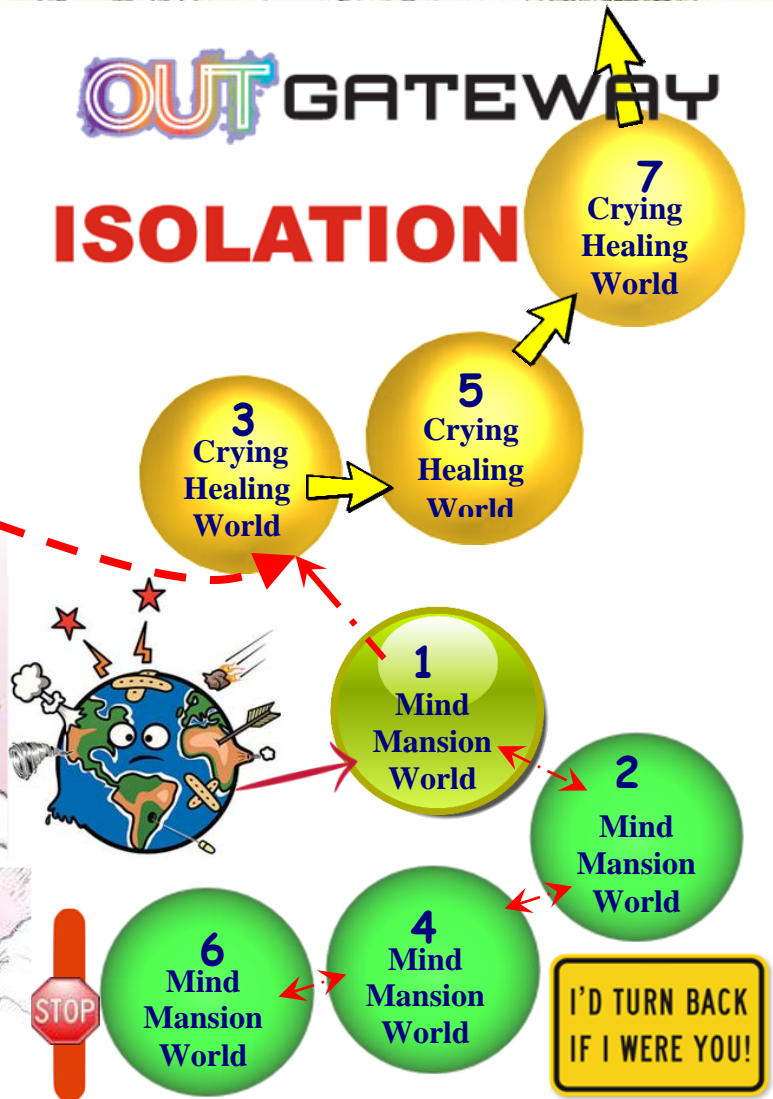 OUT GATEWAY
ISOLATION
7
Crying
Healing
World
5
Crying
Healing
World
3
Crying
Healing
World
1
Mind
Mansion
World
2
Mind
Mansion
World
4
Mind
Mansion
World
6
Mind
Mansion
World
STOP
I'D TURN BACK
IF I WERE YOU!